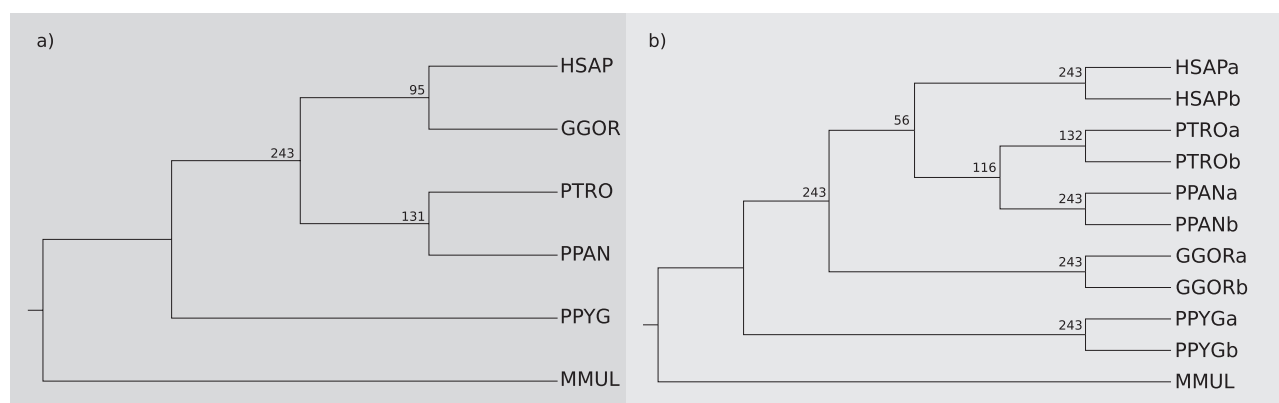 a)
HSAP
95
GGOR
243
PTRO
131
PPAN
PPYG
MMUL
b)
HSAPa
243
HSAPb
56
PTROa
132
PTROb
116
PPANa
243
243
PPANb
GGORa
243
GGORb
PPYGa
243
PPYGb
MMUL